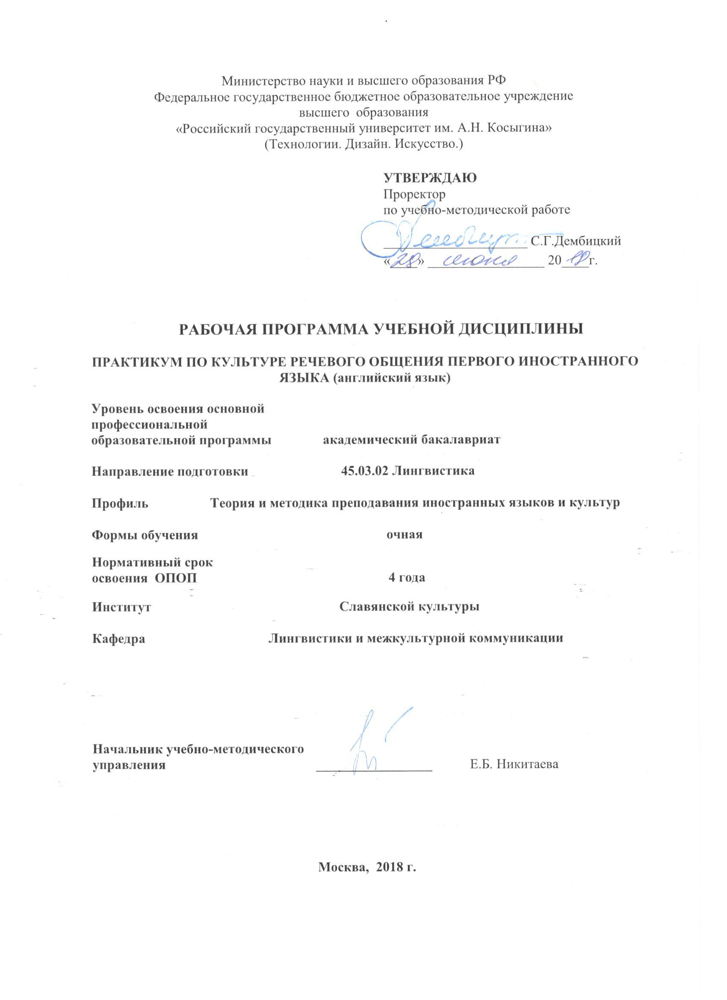 Министерство науки и высшего образования РФ
Федеральное государственное бюджетное образовательное учреждение
высшего образования
«Российский государственный университет им. А.Н. Косыгина»
(Технологии. Дизайн. Искусство.)
УТВЕРЖДАЮ
Проректор
по учебно-методической работе
С.Г.Дембицкий
«28» июня 2018г.
РАБОЧАЯ ПРОГРАММА УЧЕБНОЙ ДИСЦИПЛИНЫ
ПРАКТИКУМ ПО КУЛЬТУРЕ РЕЧЕВОГО ОБЩЕНИЯ ПЕРВОГО ИНОСТРАННОГО
ЯЗЫКА (английский язык)
Уровень освоения основной
профессиональной
образовательной программы академический бакалавриат
Направление подготовки 45.03.02 Лингвистика
Профиль Теория и методика преподавания иностранных языков и культур
Формы обучения очная
Нормативный срок
освоения ОПОП 4 года
Институт Славянской культуры
Кафедра Лингвистики и межкультурной коммуникации
Начальник учебно-методического
управления Е.Б. Никитаева
Москва, 2018 г.